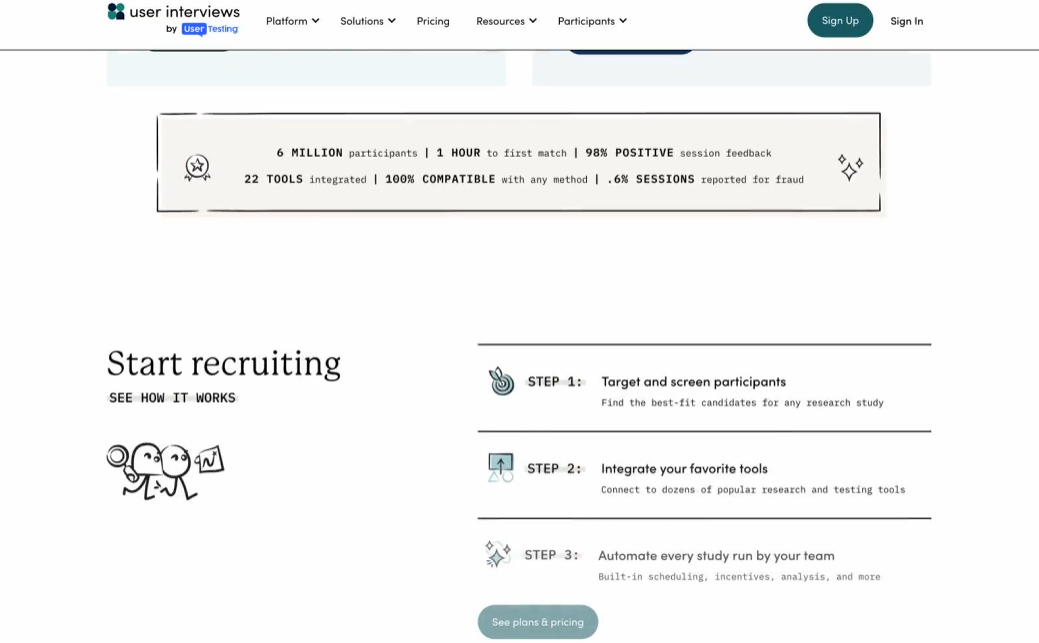 user interviews
by UserTesting
Platform Solutions Pricing Resources Participants Sign Up Sign In
6 MILLION participants | 1 HOUR to first match | 98% POSITIVE session feedback
22 TOOLS integrated | 100% COMPATIBLE with any method | .6% SESSIONS reported for fraud
Start recruiting
SEE HOW IT WORKS
STEP 1: Target and screen participants
Find the best-fit candidates for any research study
STEP 2: Integrate your favorite tools
Connect to dozens of popular research and testing tools
STEP 3: Automate every study run by your team
Built-in scheduling, incentives, analysis, and more
See plans & pricing